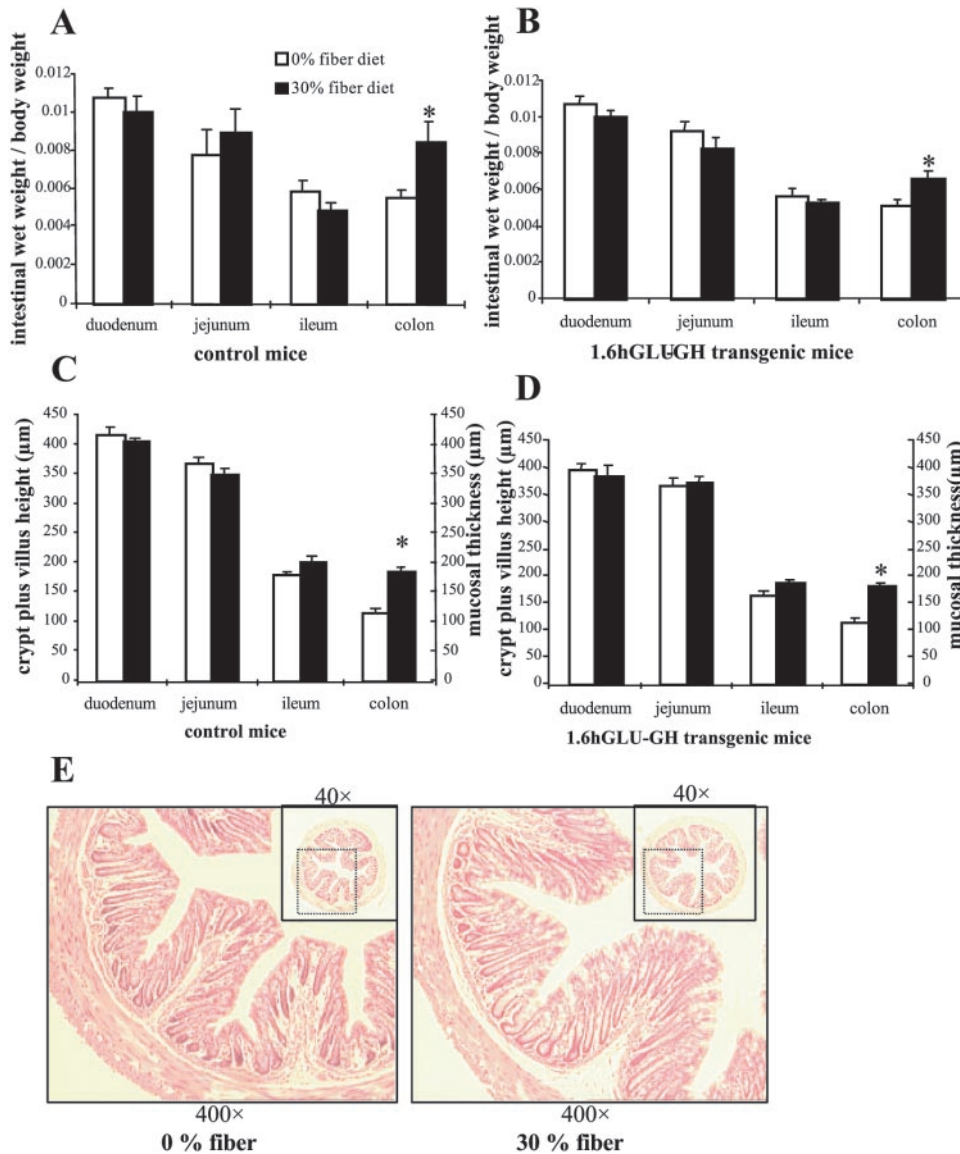 A
intestinal wet weight / body weight
0.012
0.01
0.008
0.006
0.004
0.002
0
0% fiber diet
30% fiber diet
*
duodenum jejunum ileum colon
control mice
B
intestinal wet weight / body weight
0.012
0.01
0.008
0.006
0.004
0.002
0
*
duodenum jejunum ileum colon
1.6hGLU-GH transgenic mice
C
crypt plus villus height (µm)
450
400
350
300
250
200
150
100
50
0
*
450
400
350
300
250
200
150
100
50
0
mucosal thickness (µm)
duodenum jejunum ileum colon
control mice
D
crypt plus villus height (µm)
450
400
350
300
250
200
150
100
50
0
*
450
400
350
300
250
200
150
100
50
0
mucosal thickness(µm)
duodenum jejunum ileum colon
1.6hGLU-GH transgenic mice
E
40×
400×
0 % fiber
40×
400×
30 % fiber